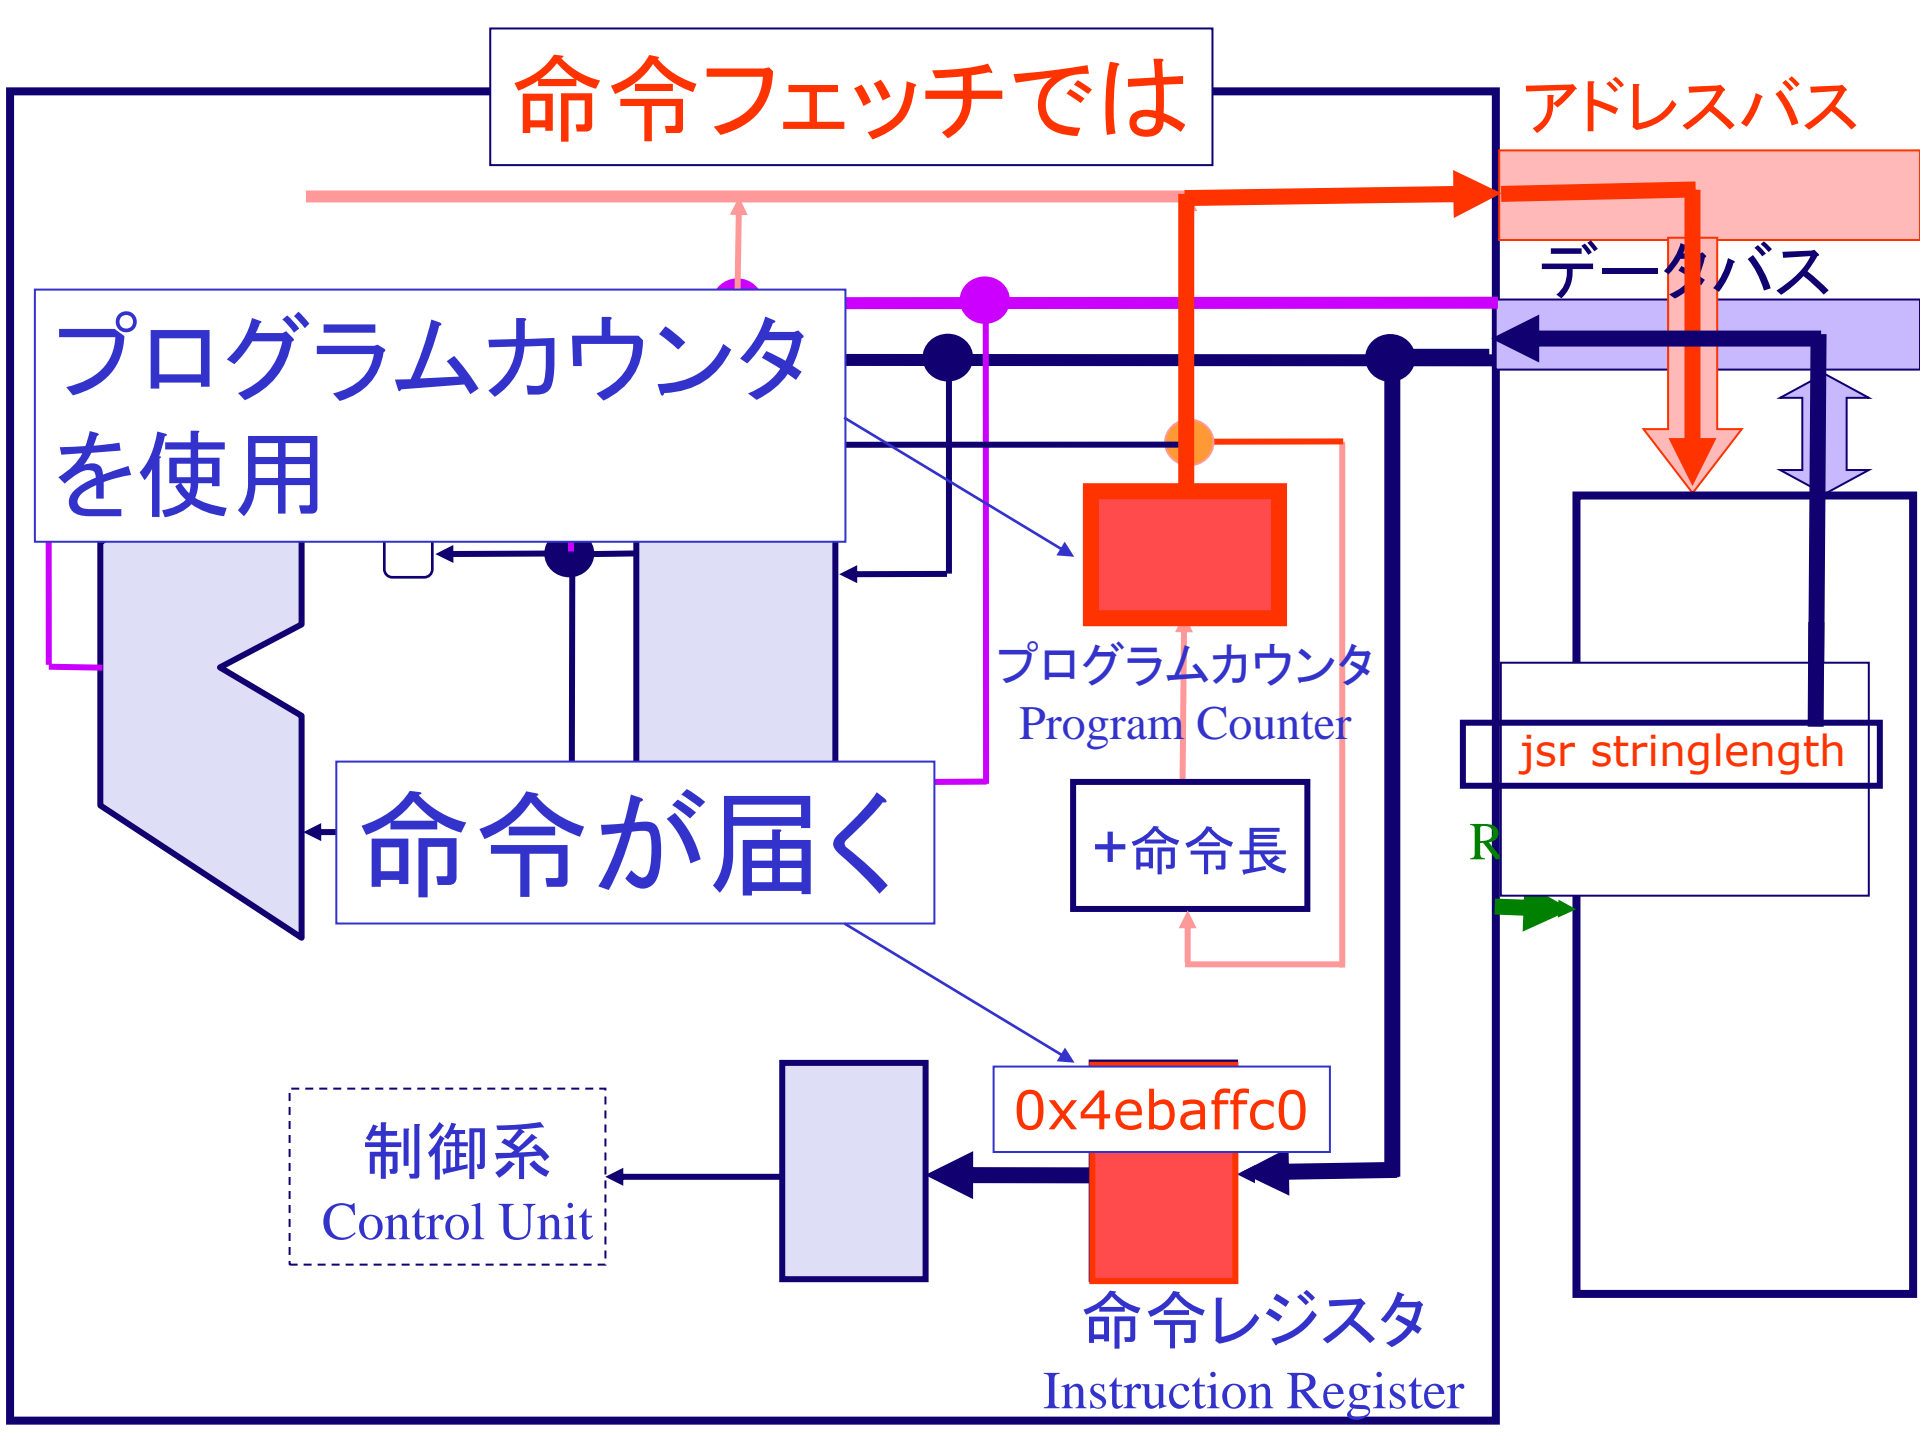 命令フェッチでは
アドレスバス
データバス
プログラムカウンタ
を使用
プログラムカウンタ
Program Counter
jsr stringlength
命令が届く
+命令長
R
0x4ebaffc0
制御系
Control Unit
命令レジスタ
Instruction Register